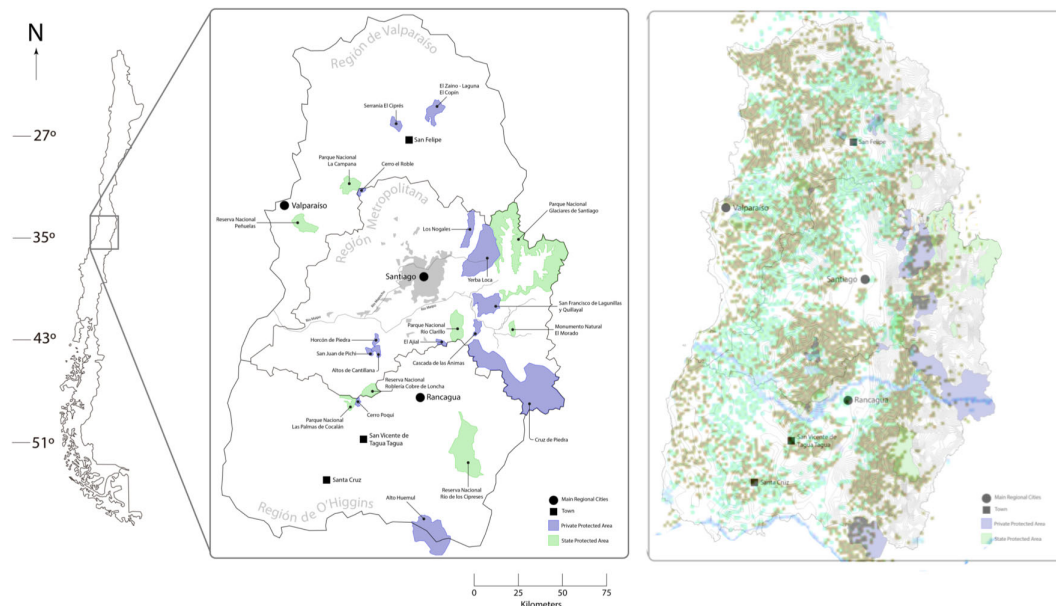 N
27º
35º
43º
51º
Región de Valparaíso
El Zaino - Laguna
El Copín
Serranía El Ciprés
San Felipe
Parque Nacional
La Campana
Cerro el Roble
Valparaíso
Región Metropolitana
Reserva Nacional
Peñuelas
Los Nogales
Parque Nacional
Glaciares de Santiago
Santiago
Yerba Loca
San Francisco de Lagunillas
y Quillayal
Parque Nacional
Río Clarillo
Monumento Natural
El Morado
Horcón de Piedra
El Ajial
San Juan de Pichi
Cascada de las Ánimas
Altos de Cantillana
Reserva Nacional
Roblería Cobre de Loncha
Rancagua
Cerro Poqui
Parque Nacional
Las Palmas de Cocalán
Cruz de Piedra
San Vicente de
Tagua Tagua
Santa Cruz
Reserva Nacional
Río de los Cipreses
Región de O'Higgins
Alto Huemul
Main Regional Cities
Town
Private Protected Area
State Protected Area
0 25 50 75
Kilometers
San Felipe
Valparaíso
Santiago
Rancagua
San Vicente de
Tagua Tagua
Santa Cruz
Main Regional Cities
Town
Private Protected Area
State Protected Area